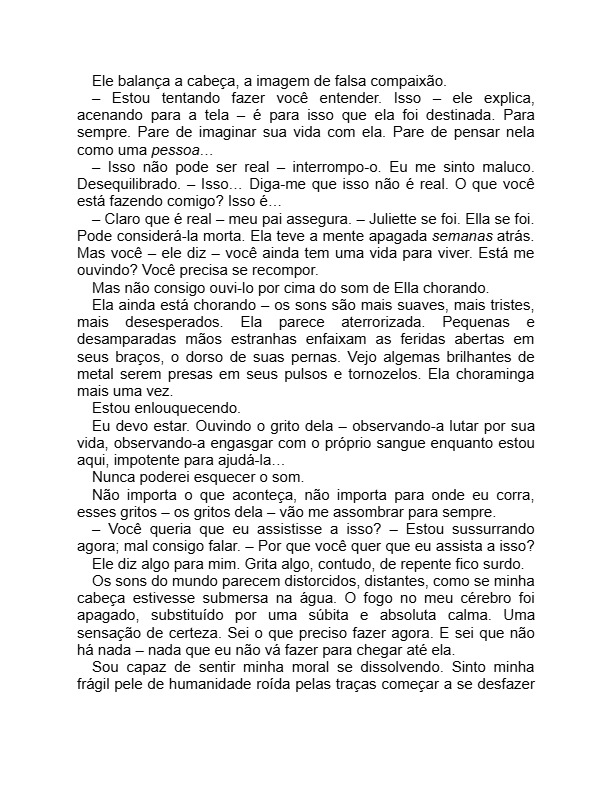 Ele balança a cabeça, a imagem de falsa compaixão.
– Estou tentando fazer você entender. Isso – ele explica,
acenando para a tela – é para isso que ela foi destinada. Para
sempre. Pare de imaginar sua vida com ela. Pare de pensar nela
como uma pessoa…
– Isso não pode ser real – interrompo-o. Eu me sinto maluco.
Desequilibrado. – Isso… Diga-me que isso não é real. O que você
está fazendo comigo? Isso é…
– Claro que é real – meu pai assegura. – Juliette se foi. Ella se foi.
Pode considerá-la morta. Ela teve a mente apagada semanas atrás.
Mas você – ele diz – você ainda tem uma vida para viver. Está me
ouvindo? Você precisa se recompor.
Mas não consigo ouvi-lo por cima do som de Ella chorando.
Ela ainda está chorando – os sons são mais suaves, mais tristes,
mais desesperados. Ela parece aterrorizada. Pequenas e
desamparadas mãos estranhas enfaixam as feridas abertas em
seus braços, o dorso de suas pernas. Vejo algemas brilhantes de
metal serem presas em seus pulsos e tornozelos. Ela choraminga
mais uma vez.
Estou enlouquecendo.
Eu devo estar. Ouvindo o grito dela – observando-a lutar por sua
vida, observando-a engasgar com o próprio sangue enquanto estou
aqui, impotente para ajudá-la…
Nunca poderei esquecer o som.
Não importa o que aconteça, não importa para onde eu corra,
esses gritos – os gritos dela – vão me assombrar para sempre.
– Você queria que eu assistisse a isso? – Estou sussurrando
agora; mal consigo falar. – Por que você quer que eu assista a isso?
Ele diz algo para mim. Grita algo, contudo, de repente fico surdo.
Os sons do mundo parecem distorcidos, distantes, como se minha
cabeça estivesse submersa na água. O fogo no meu cérebro foi
apagado, substituído por uma súbita e absoluta calma. Uma
sensação de certeza. Sei o que preciso fazer agora. E sei que não
há nada – nada que eu não vá fazer para chegar até ela.
Sou capaz de sentir minha moral se dissolvendo. Sinto minha
frágil pele de humanidade roída pelas traças começar a se desfazer